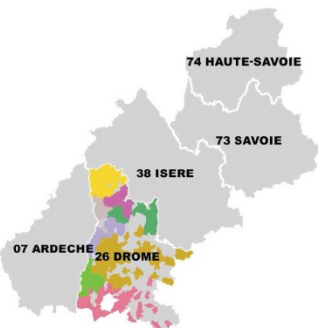 74 HAUTE-SAVOIE
73 SAVOIE
38 ISERE
07 ARDECHE
26 DROME